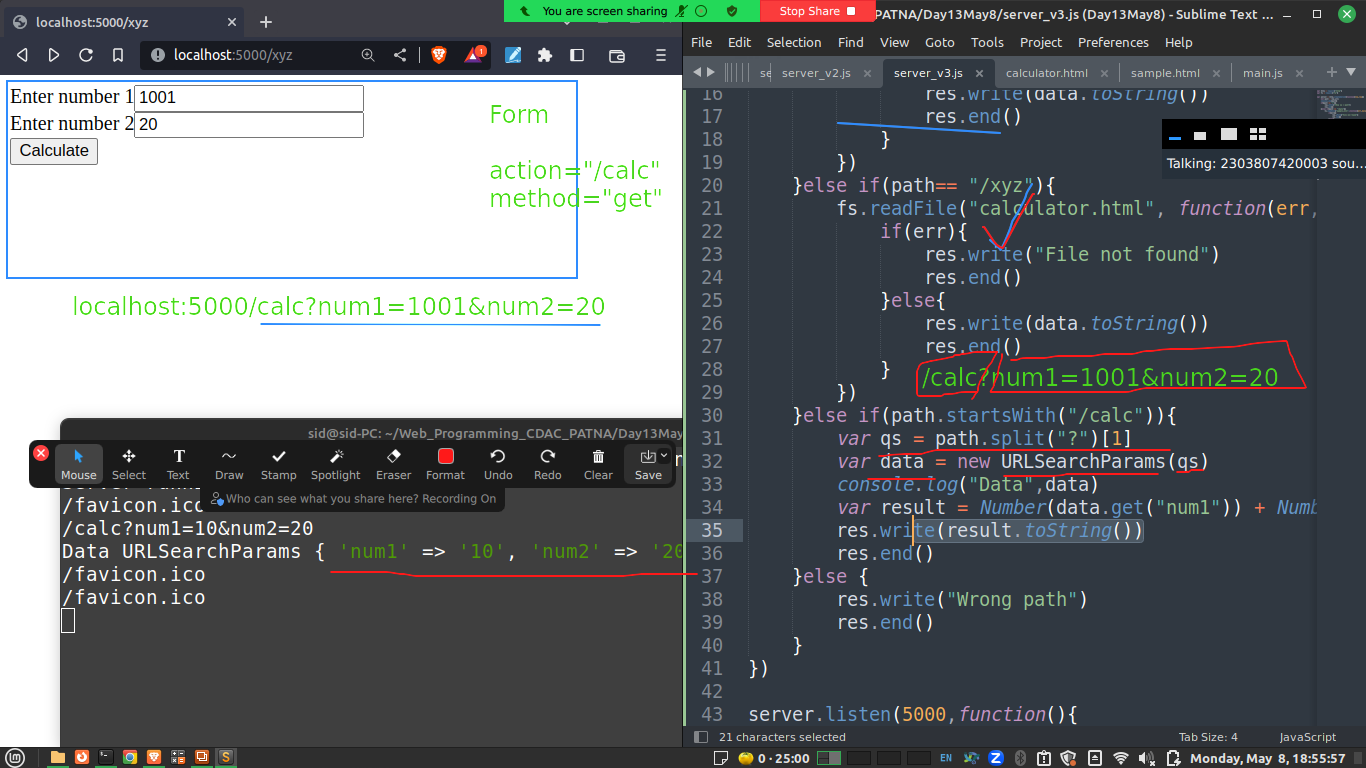 localhost:5000/xyz
You are screen sharing
Stop Share
PATNA/Day13May8/server_v3.js (Day13May8) - Sublime Text ...
localhost:5000/xyz
1
File Edit Selection Find View Goto Tools Project Preferences Help
server_v2.js
server_v3.js
calculator.html
sample.html
main.js
Enter number 1 1001
Enter number 2 20
Calculate
Form
action="/calc"
method="get"
localhost:5000/calc?num1=1001&num2=20
16 res.write(data.toString())
17 res.end()
18 }
19 })
20 }else if(path== "/xyz"){
21 fs.readFile("calculator.html", function(err,
22 if(err){
23 res.write("File not found")
24 res.end()
25 }else{
26 res.write(data.toString())
27 res.end()
28 }
/calc?num1=1001&num2=20
29 })
30 }else if(path.startsWith("/calc")){
31 var qs = path.split("?")[1]
32 var data = new URLSearchParams(qs)
33 console.log("Data",data)
34 var result = Number(data.get("num1")) + Num
35 res.write(result.toString())
36 res.end()
37 }else {
38 res.write("Wrong path")
39 res.end()
40 }
41 })
42
43 server.listen(5000,function(){
Talking: 2303807420003 sou...
sid@sid-PC: ~/Web_Programming_CDAC_PATNA/Day13May
Mouse Select Text Draw Stamp Spotlight Eraser Format Undo Redo Clear Save
Who can see what you share here? Recording On
/favicon.ico
/calc?num1=10&num2=20
Data URLSearchParams { 'num1' => '10', 'num2' => '20
/favicon.ico
/favicon.ico
21 characters selected
Tab Size: 4
JavaScript
0 · 25:00
EN
Monday, May 8, 18:55:57